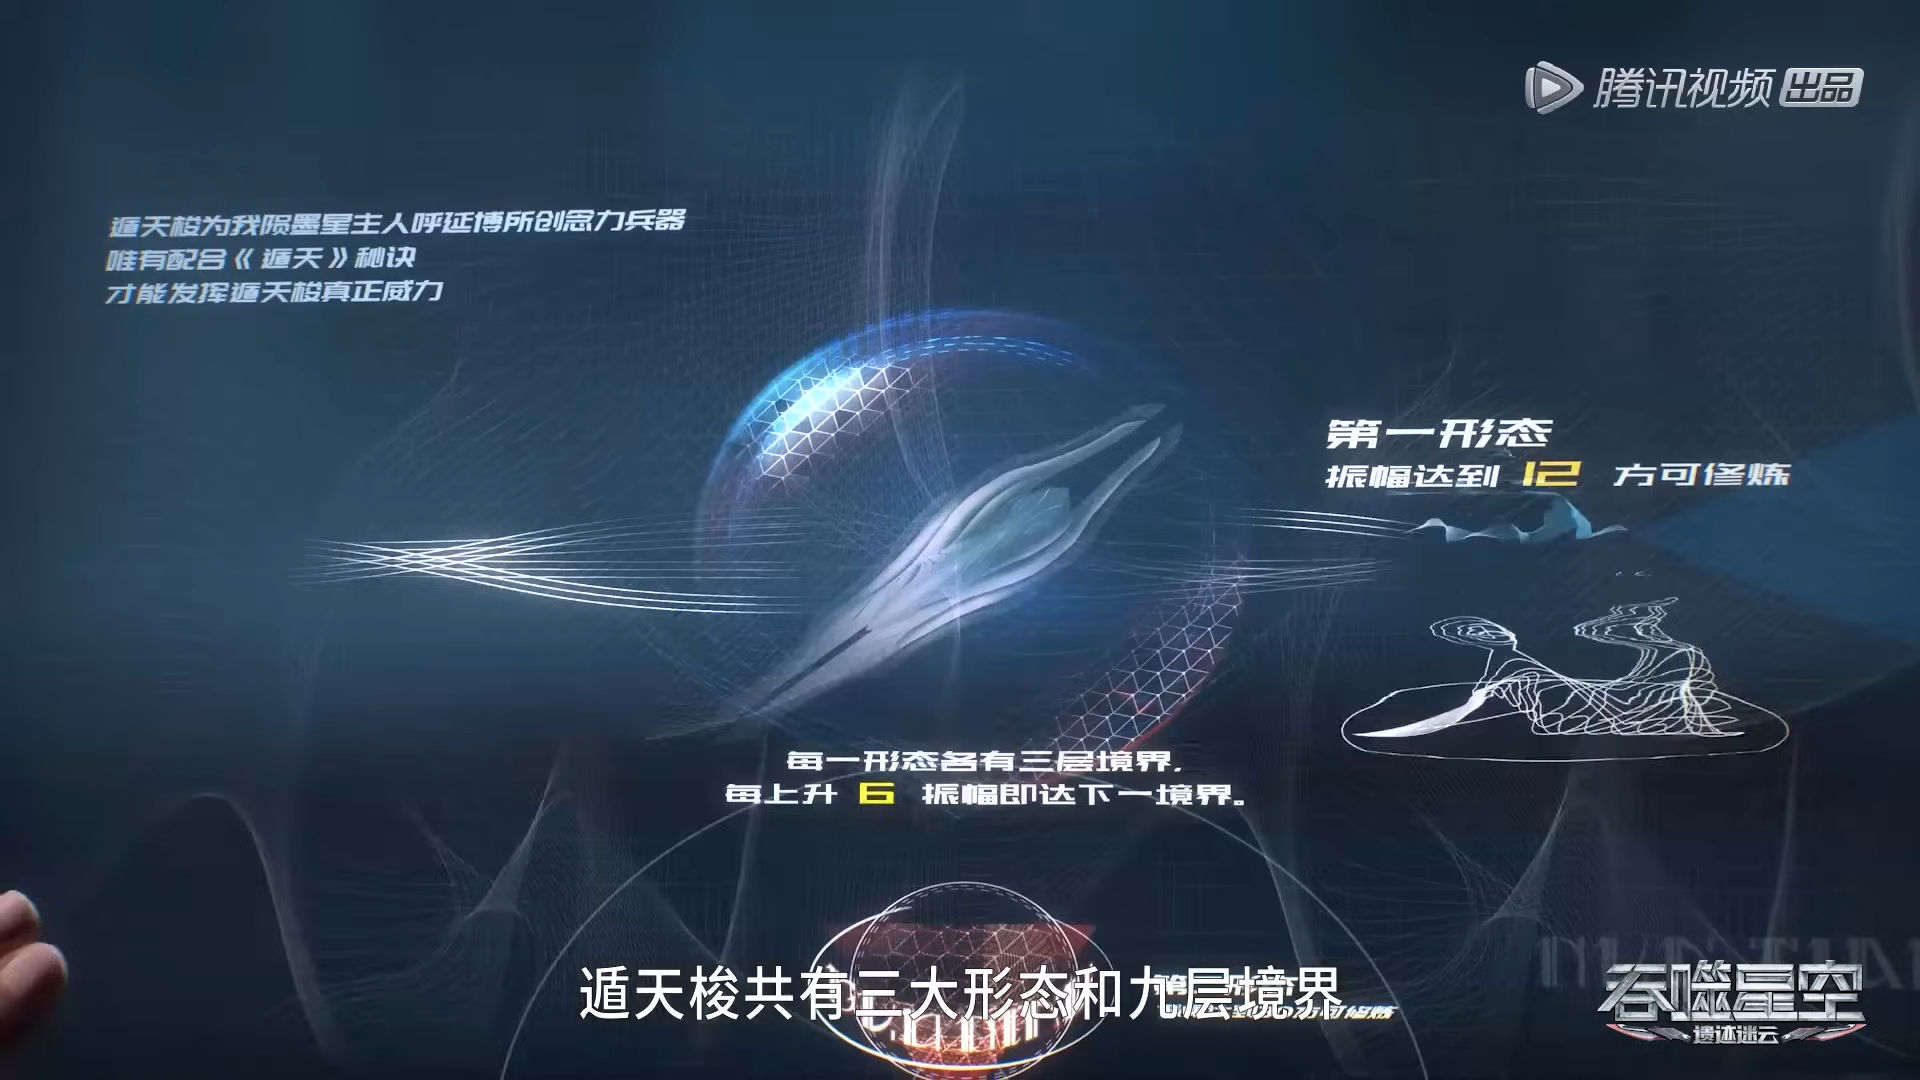 腾讯视频 出品
遁天梭为我陨墨星主人呼延博所创念力兵器
唯有配合《遁天》秘诀
才能发挥遁天梭真正威力
第一形态
振幅达到 12 方可修炼
每一形态各有三层境界,
每上升 6 振幅即达下一境界。
遁天梭共有三大形态和九层境界
吞噬星空
遗迹迷云